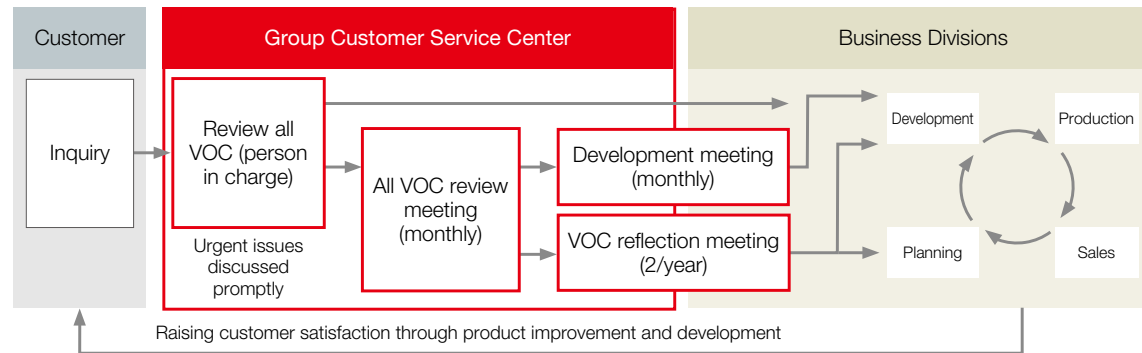 Customer
Group Customer Service Center
Business Divisions
Inquiry
Review all
VOC (person
in charge)
Urgent issues
discussed
promptly
All VOC review
meeting
(monthly)
Development meeting
(monthly)
VOC reflection meeting
(2/year)
Development
Production
Planning
Sales
Raising customer satisfaction through product improvement and development